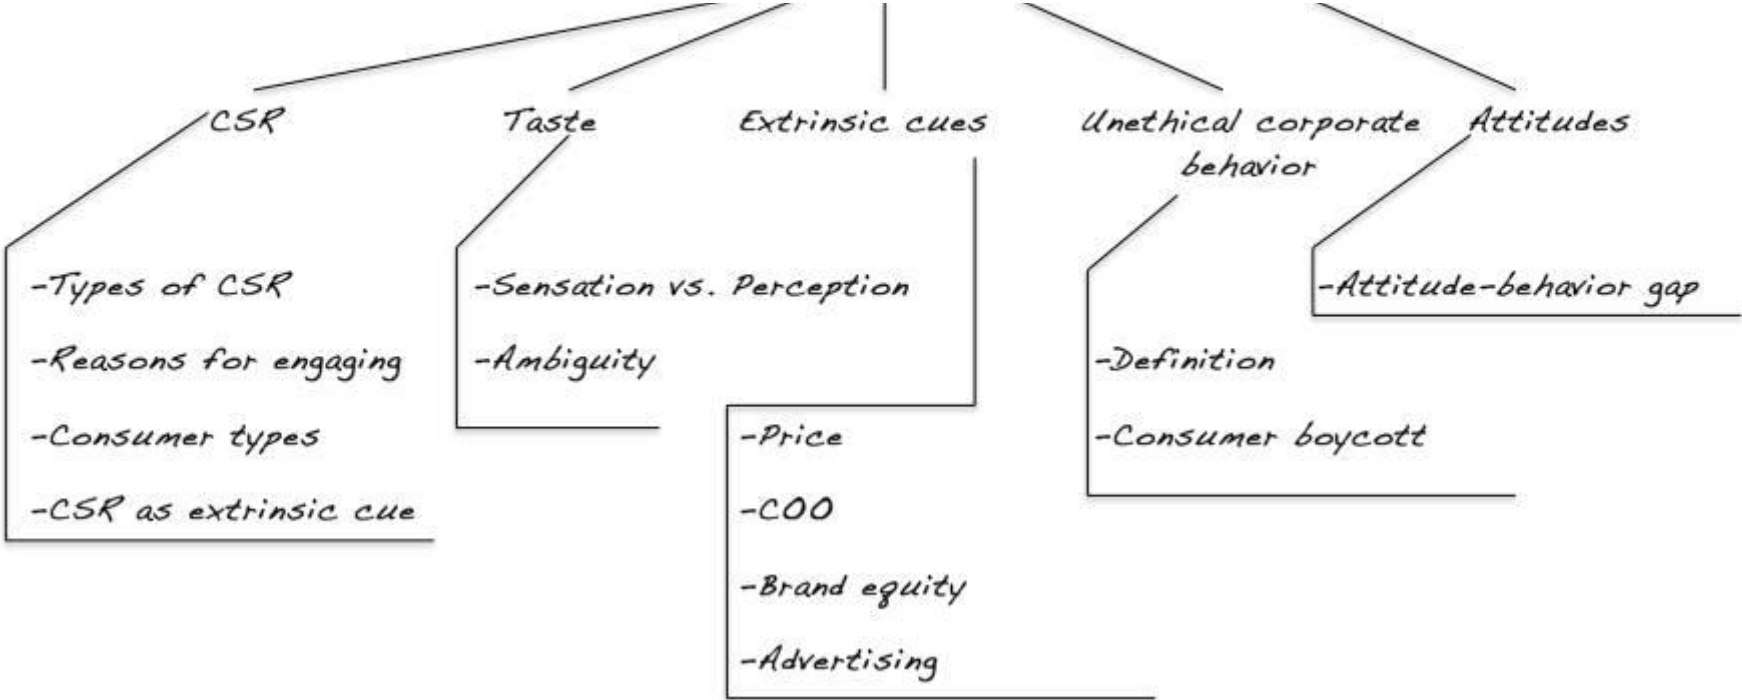 CSR
Taste
Extrinsic cues
Unethical corporate
behavior
Attitudes
-Types of CSR
-Reasons for engaging
-Consumer types
-CSR as extrinsic cue
-Sensation vs. Perception
-Ambiguity
-Price
-COO
-Brand equity
-Advertising
-Definition
-Consumer boycott
-Attitude-behavior gap